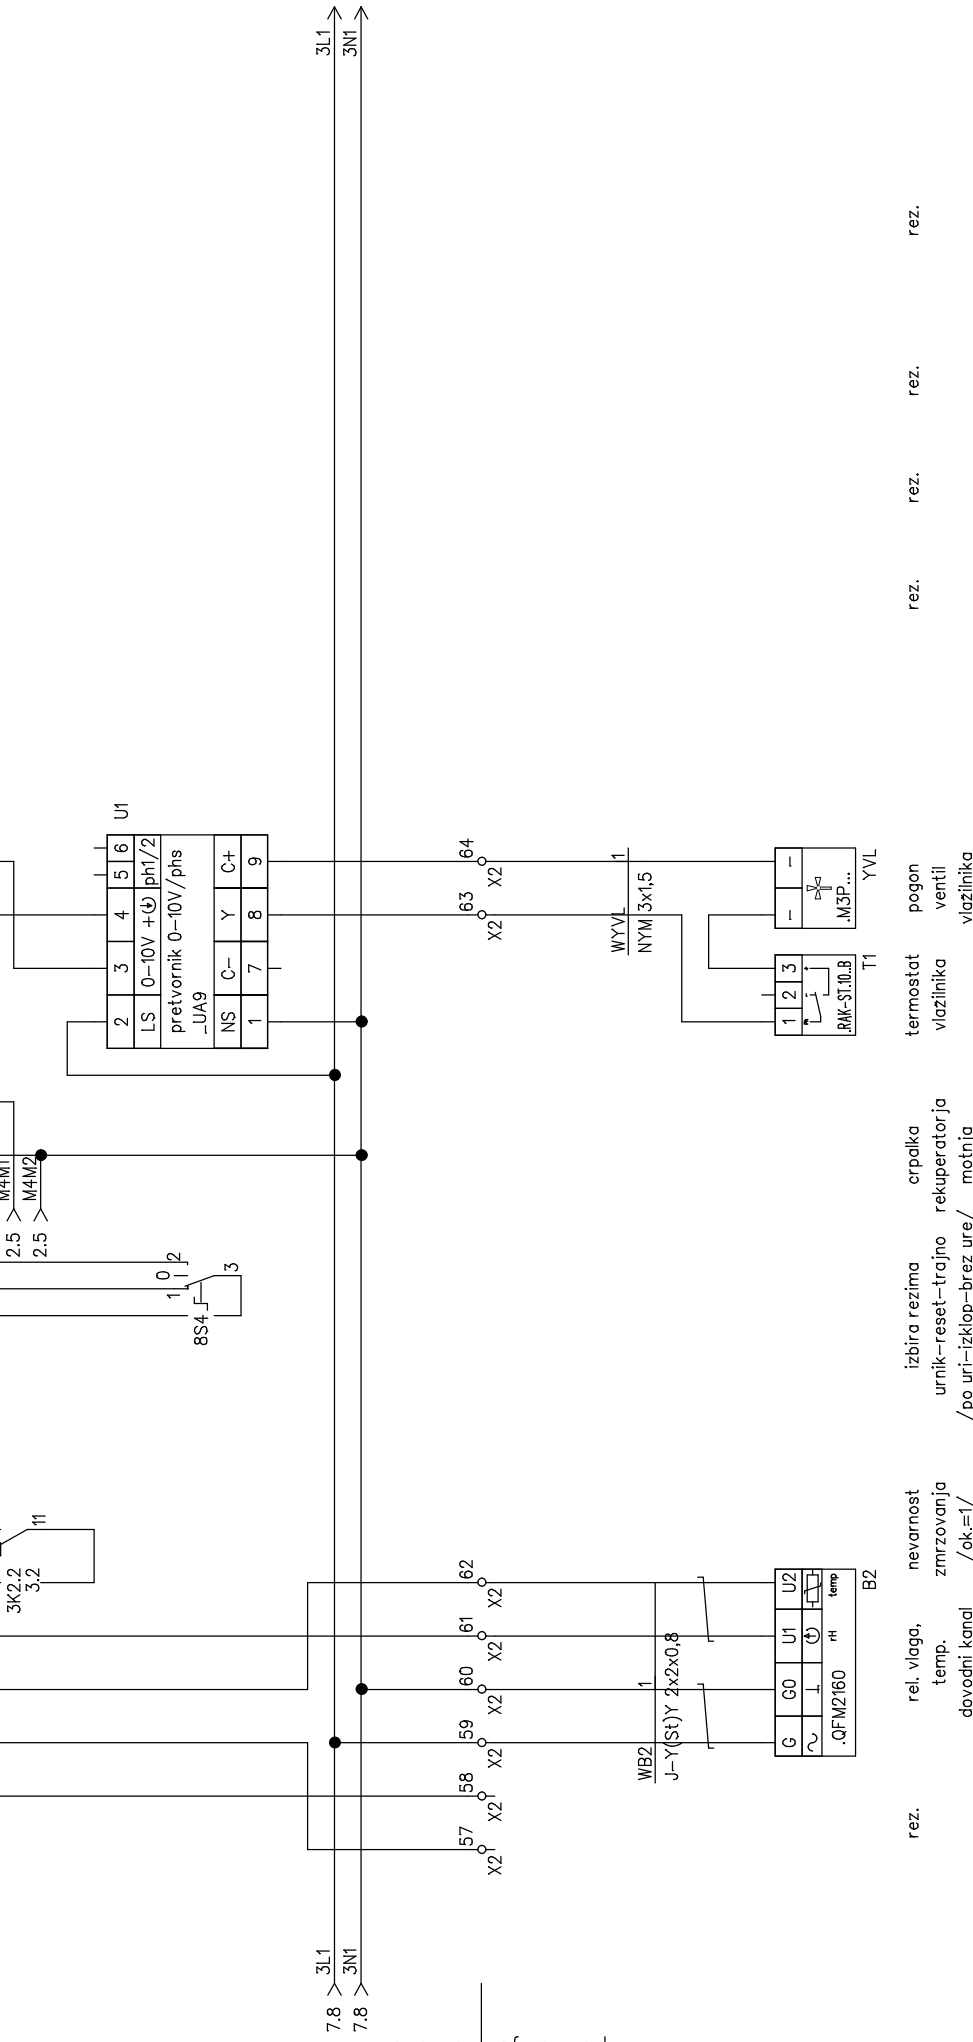 3L1
3N1
7.8
7.8
57
X2
58
X2
59
X2
60
X2
61
X2
62
X2
3K2.2
3.2
11
WB2
1
J-Y(St)Y 2x2x0,8
G
G0
U1
U2
rH
temp
.QFM2160
B2
8S4
1
0
2
3
2.5
2.5
M4M1
M4M2
U1
2
3
4
5
6
LS
0-10V +
ph1/2
pretvornik 0-10V/phs
_UA9
NS
C-
Y
C+
1
7
8
9
63
X2
64
X2
WYVL
1
NYM 3x1,5
1
2
3
.RAK-ST.10..B
T1
.M3P...
YVL
3L1
3N1
rez.
rel. vlaga,
temp.
dovodni kanal
nevarnost
zmrzovanja
/ok.=1/
izbira rezima
urnik-reset-trajno
/po uri-izklop-brez ure/
crpalka
rekuperatorja
motnja
termostat
vlažilnika
pogon
ventil
vlažilnika
rez.
rez.
rez.
rez.